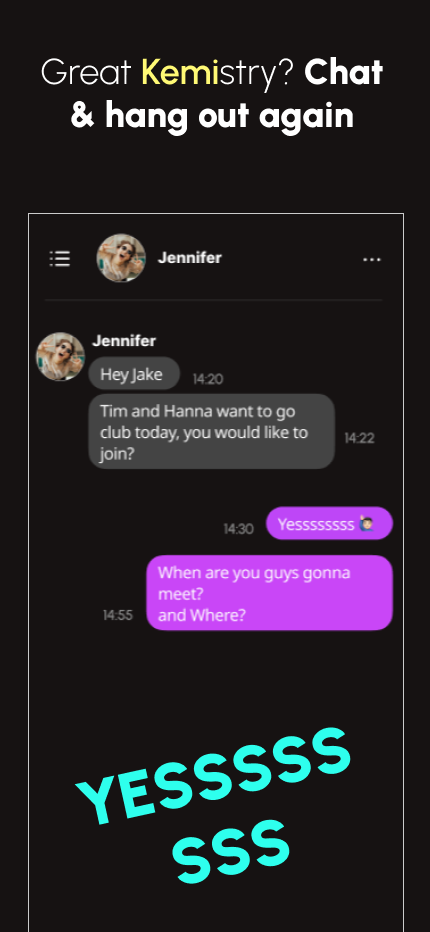 Great Kemistry? Chat
& hang out again
Jennifer
Jennifer
Hey Jake
14:20
Tim and Hanna want to go
club today, you would like to
join?
14:22
14:30
Yessssssss
When are you guys gonna
meet?
and Where?
14:55
YESSSSS
SSS